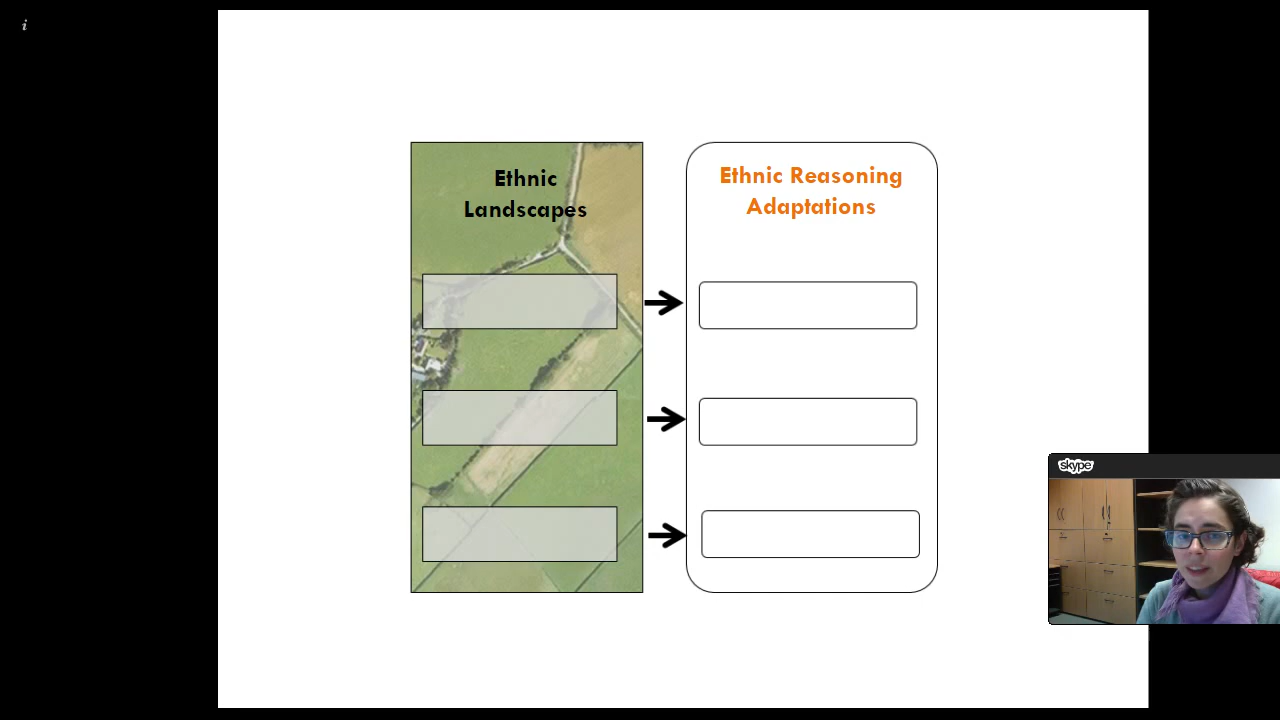 i
Ethnic
Landscapes
Ethnic Reasoning
Adaptations
skype